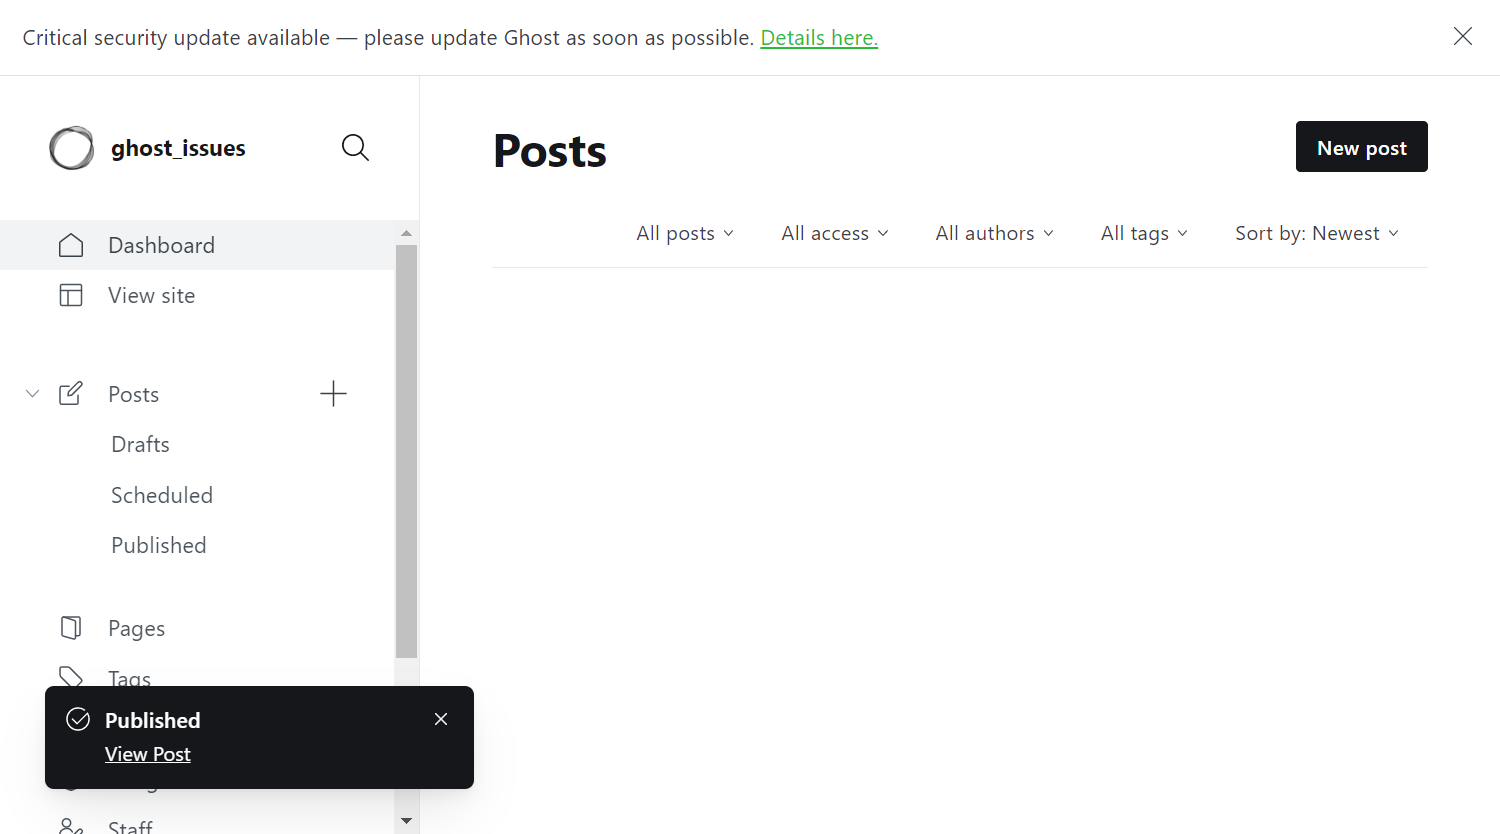 Critical security update available — please update Ghost as soon as possible. Details here.
ghost_issues
Dashboard
View site
Posts
Drafts
Scheduled
Published
Pages
Tags
Staff
Published
View Post
Posts
New post
All posts
All access
All authors
All tags
Sort by: Newest